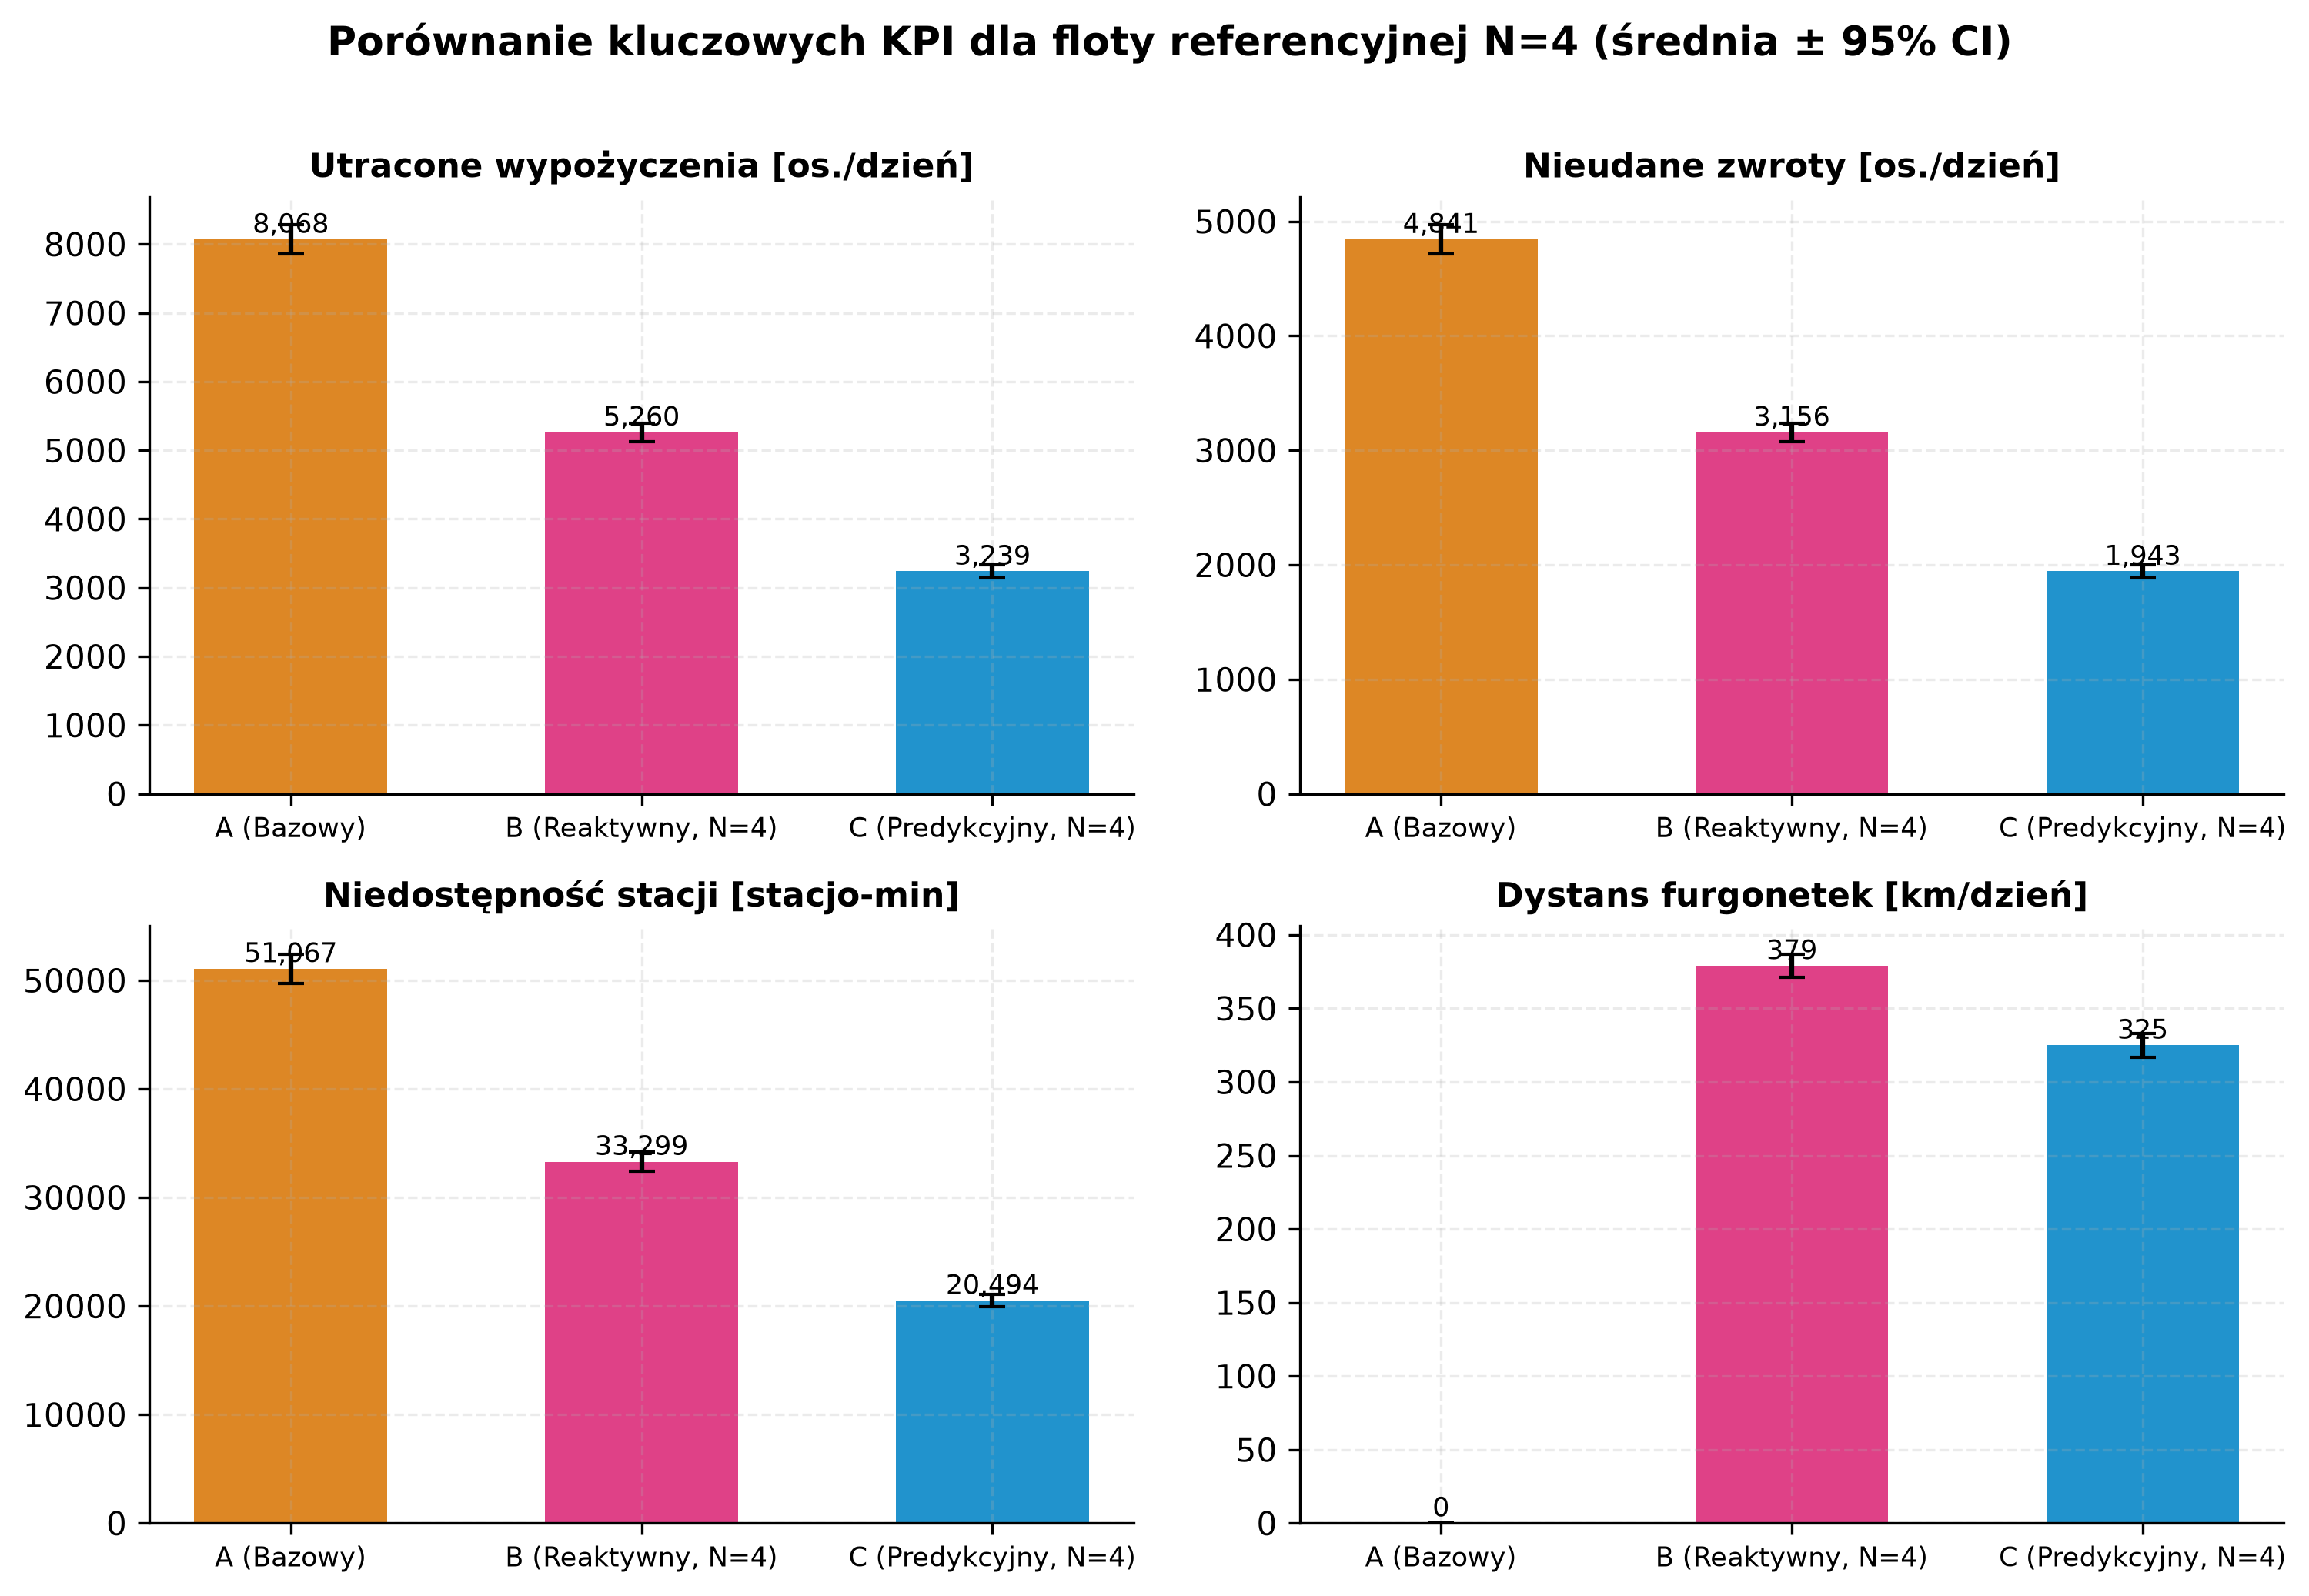 Porównanie kluczowych KPI dla floty referencyjnej N=4 (średnia ± 95% CI)
Utracone wypożyczenia [os./dzień]
8000
7000
6000
5000
4000
3000
2000
1000
0
8,068
5,260
3,239
A (Bazowy)
B (Reaktywny, N=4)
C (Predykcyjny, N=4)
Nieudane zwroty [os./dzień]
5000
4000
3000
2000
1000
0
4,841
3,156
1,943
A (Bazowy)
B (Reaktywny, N=4)
C (Predykcyjny, N=4)
Niedostępność stacji [stacjo-min]
50000
40000
30000
20000
10000
0
51,067
33,299
20,494
A (Bazowy)
B (Reaktywny, N=4)
C (Predykcyjny, N=4)
Dystans furgonetek [km/dzień]
400
350
300
250
200
150
100
50
0
0
379
325
A (Bazowy)
B (Reaktywny, N=4)
C (Predykcyjny, N=4)